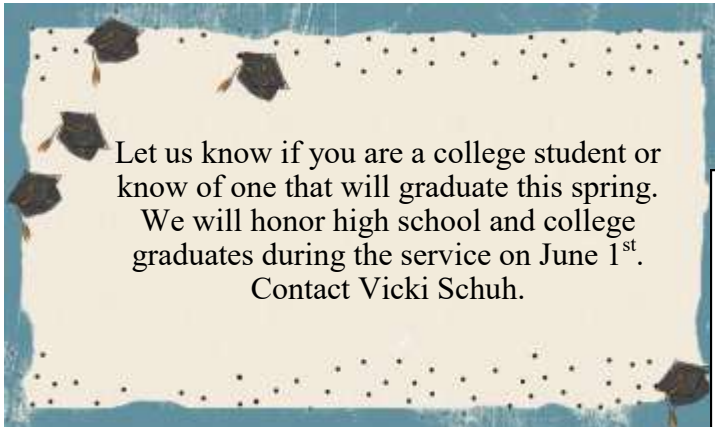 Let us know if you are a college student or
know of one that will graduate this spring.
We will honor high school and college
graduates during the service on June 1st.
Contact Vicki Schuh.